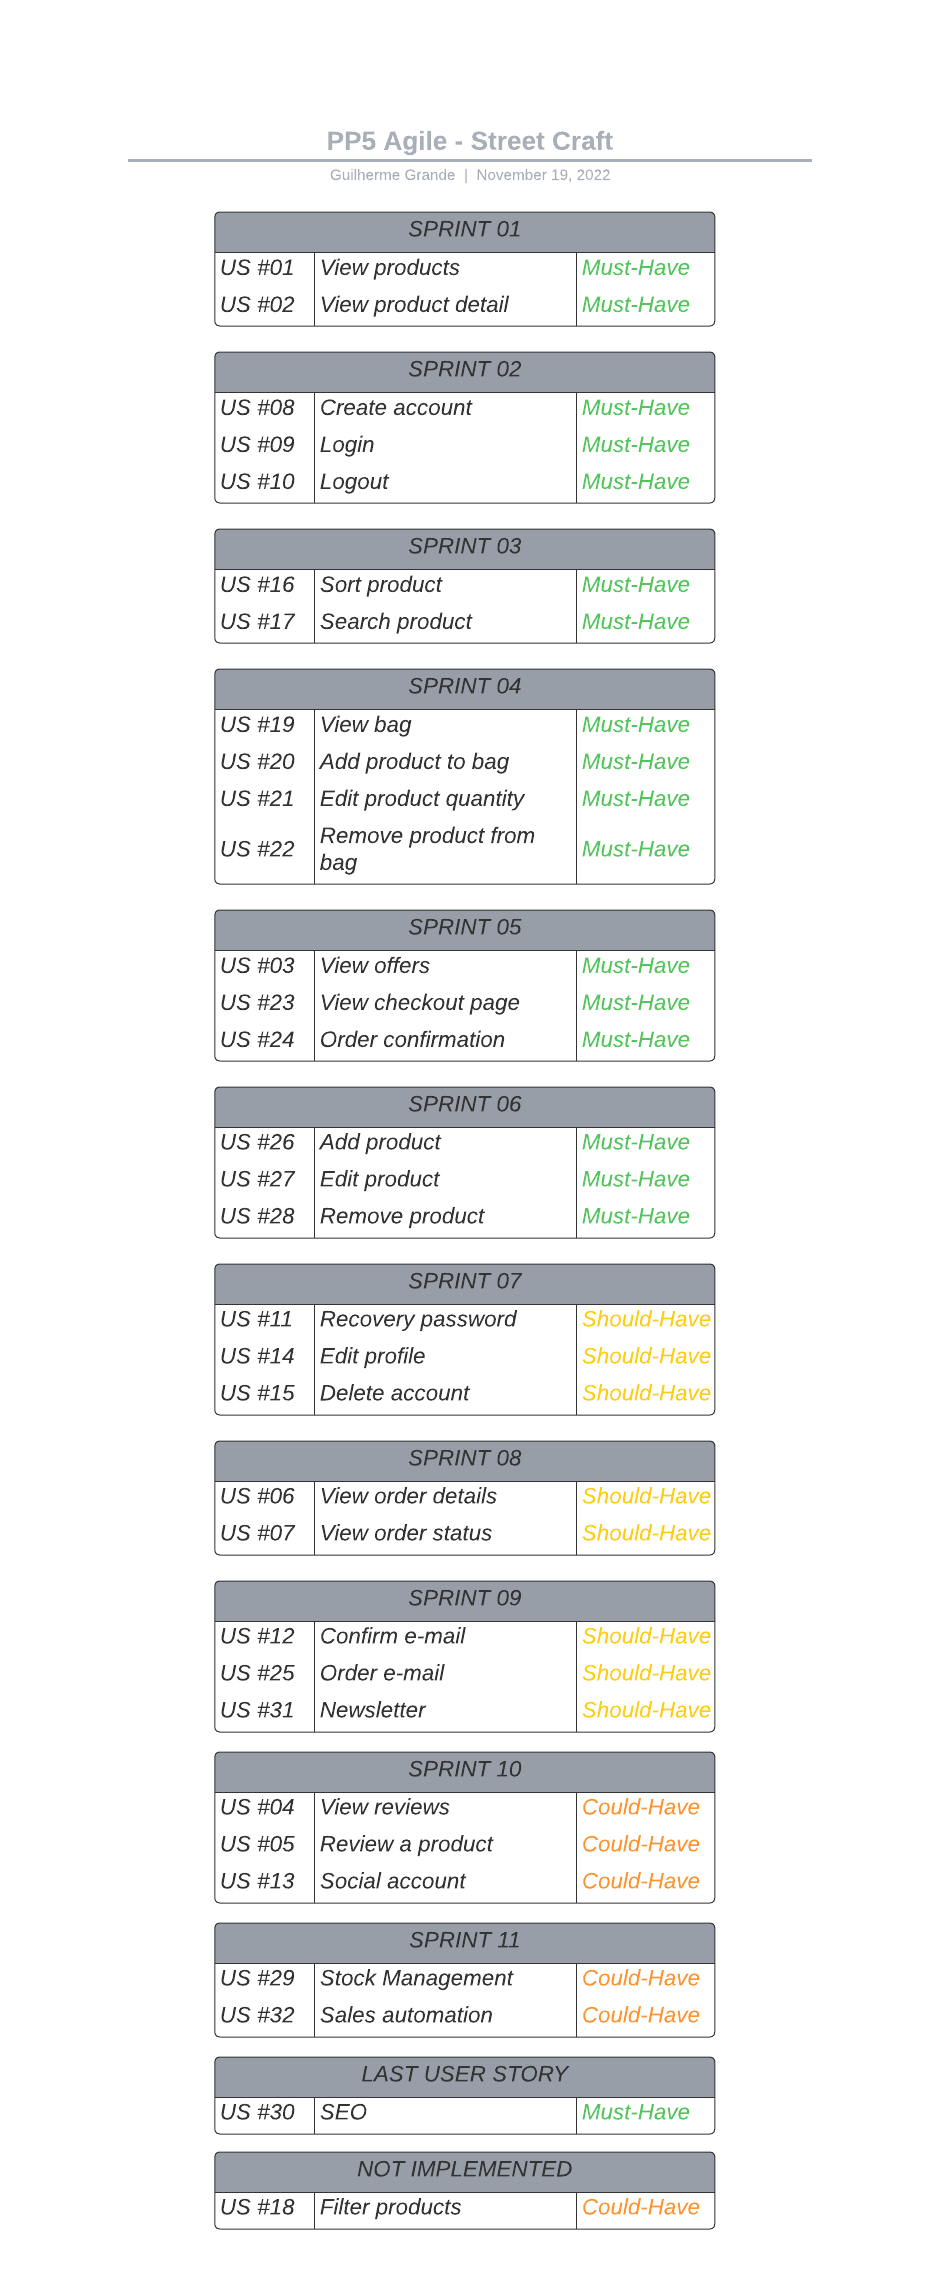 PP5 Agile - Street Craft
Guilherme Grande | November 19, 2022
SPRINT 01
US #01 View products Must-Have
US #02 View product detail Must-Have
SPRINT 02
US #08 Create account Must-Have
US #09 Login Must-Have
US #10 Logout Must-Have
SPRINT 03
US #16 Sort product Must-Have
US #17 Search product Must-Have
SPRINT 04
US #19 View bag Must-Have
US #20 Add product to bag Must-Have
US #21 Edit product quantity Must-Have
US #22 Remove product from Must-Have
bag
SPRINT 05
US #03 View offers Must-Have
US #23 View checkout page Must-Have
US #24 Order confirmation Must-Have
SPRINT 06
US #26 Add product Must-Have
US #27 Edit product Must-Have
US #28 Remove product Must-Have
SPRINT 07
US #11 Recovery password Should-Have
US #14 Edit profile Should-Have
US #15 Delete account Should-Have
SPRINT 08
US #06 View order details Should-Have
US #07 View order status Should-Have
SPRINT 09
US #12 Confirm e-mail Should-Have
US #25 Order e-mail Should-Have
US #31 Newsletter Should-Have
SPRINT 10
US #04 View reviews Could-Have
US #05 Review a product Could-Have
US #13 Social account Could-Have
SPRINT 11
US #29 Stock Management Could-Have
US #32 Sales automation Could-Have
LAST USER STORY
US #30 SEO Must-Have
NOT IMPLEMENTED
US #18 Filter products Could-Have